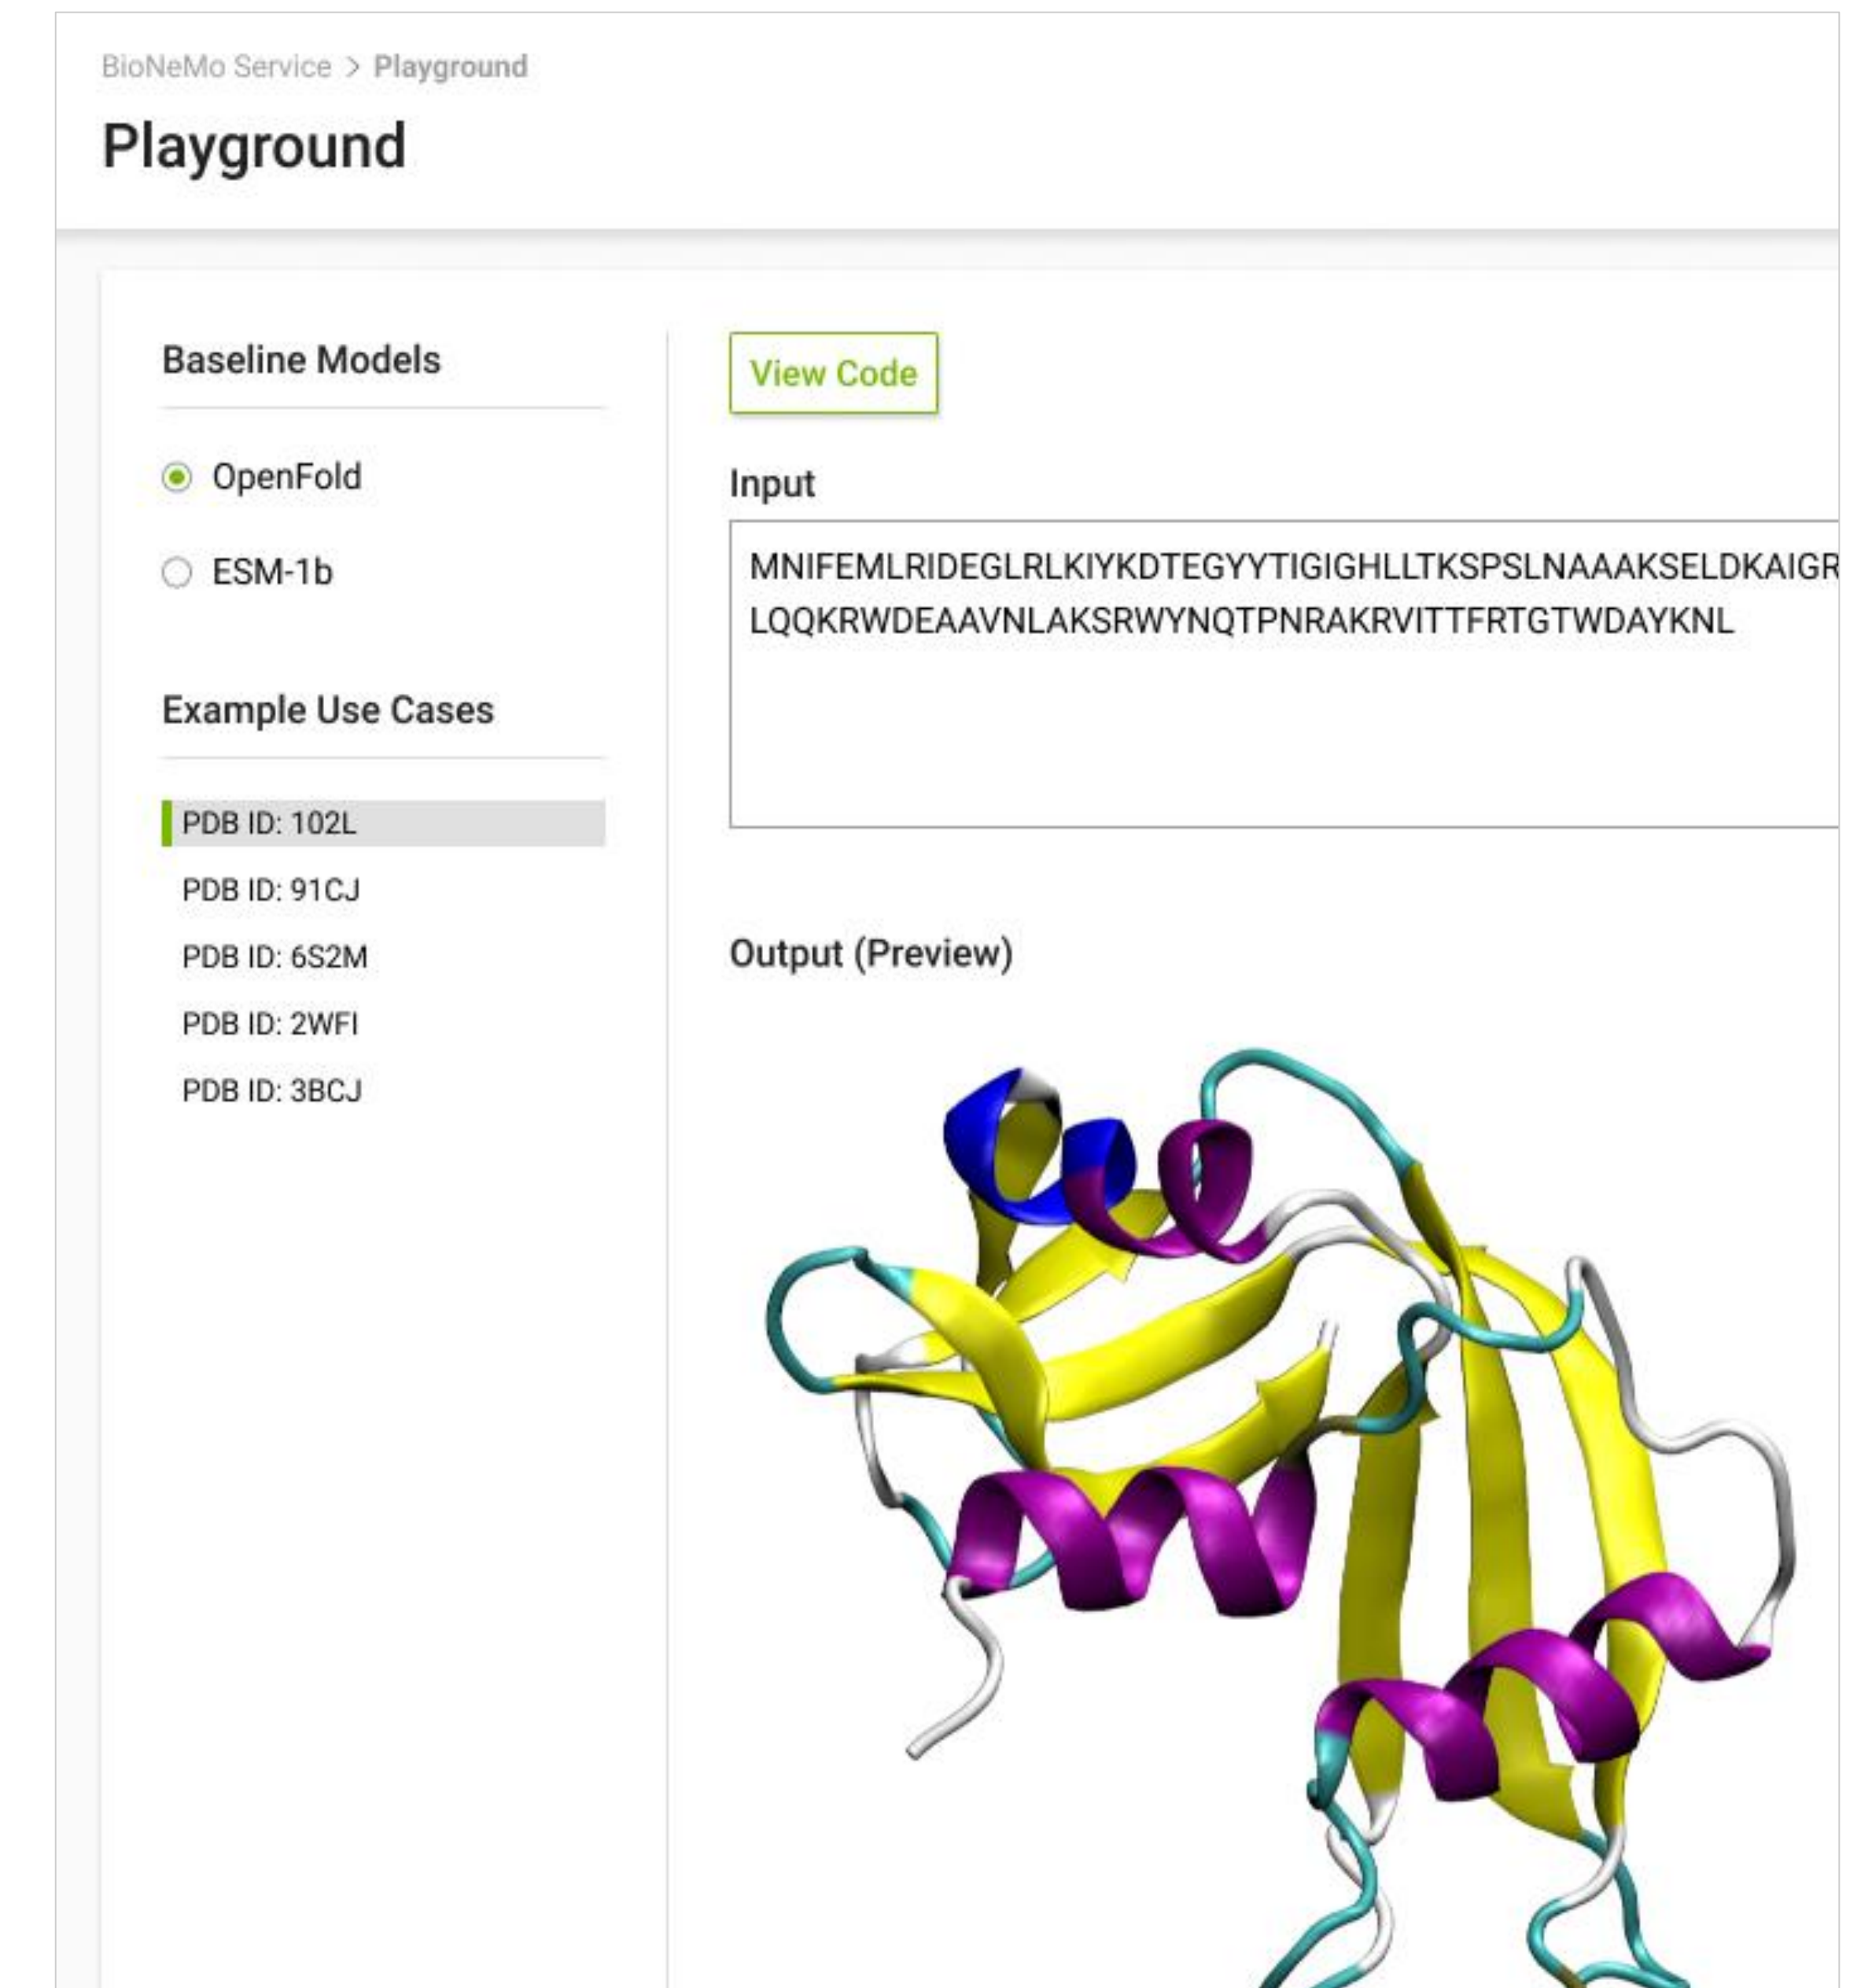 BioNeMo Service > Playground
Playground
Baseline Models
OpenFold
ESM-1b
Example Use Cases
PDB ID: 102L
PDB ID: 91CJ
PDB ID: 6S2M
PDB ID: 2WFI
PDB ID: 3BCJ
View Code
Input
MNIFEMLRIDEGLRLKIYKDTEGYYTIGIGHLLTKSPSLNAAAKSELDKAIGR
LQQKRWDEAAVNLAKSRWYNQTPNRAKRVITTFRTGTWDAYKNL
Output (Preview)